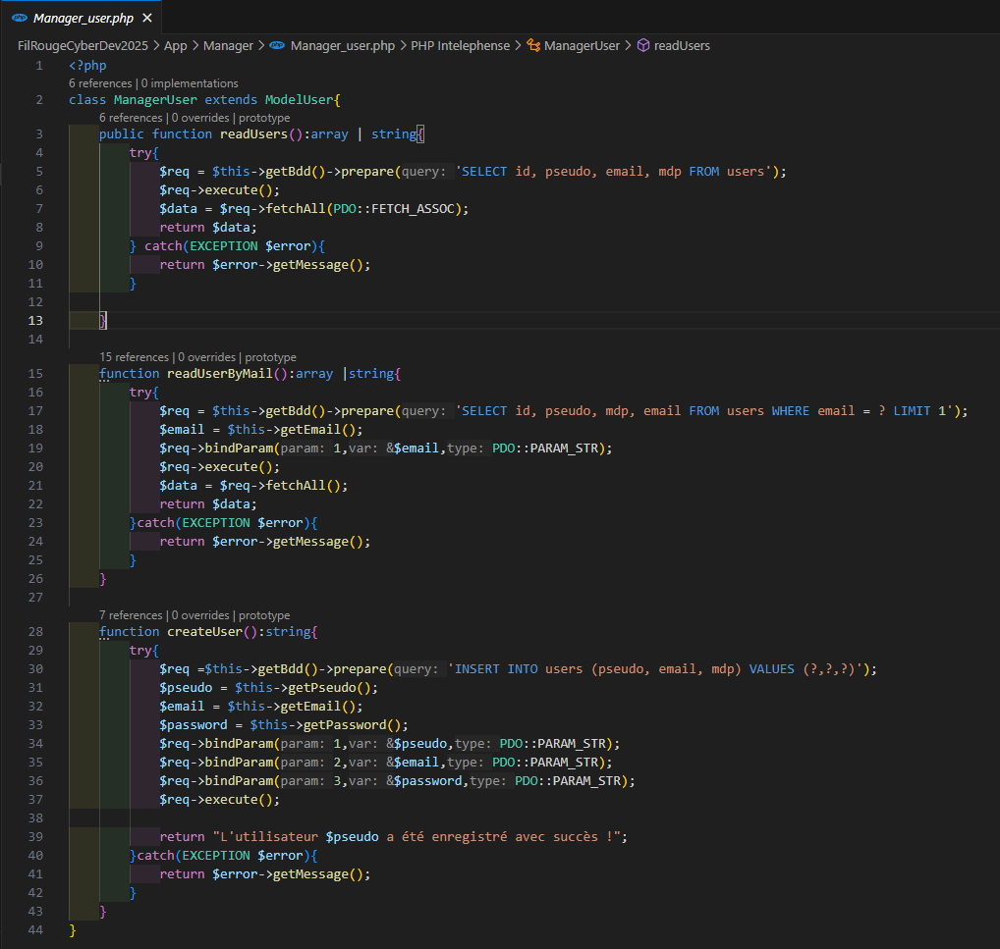 Manager_user.php
FilRougeCyberDev2025 > App > Manager > Manager_user.php > PHP Intelephense > ManagerUser > readUsers
1 <?php
6 references | 0 implementations
2 class ManagerUser extends ModelUser{
6 references | 0 overrides | prototype
3 public function readUsers():array | string{
4 try{
5 $req = $this->getBdd()->prepare(query: 'SELECT id, pseudo, email, mdp FROM users');
6 $req->execute();
7 $data = $req->fetchAll(PDO::FETCH_ASSOC);
8 return $data;
9 } catch(EXCEPTION $error){
10 return $error->getMessage();
11 }
12
13 }
14
15 references | 0 overrides | prototype
15 function readUserByMail():array |string{
16 try{
17 $req = $this->getBdd()->prepare(query: 'SELECT id, pseudo, mdp, email FROM users WHERE email = ? LIMIT 1');
18 $email = $this->getEmail();
19 $req->bindParam(param: 1,var: &$email,type: PDO::PARAM_STR);
20 $req->execute();
21 $data = $req->fetchAll();
22 return $data;
23 }catch(EXCEPTION $error){
24 return $error->getMessage();
25 }
26 }
27
7 references | 0 overrides | prototype
28 function createUser():string{
29 try{
30 $req =$this->getBdd()->prepare(query: 'INSERT INTO users (pseudo, email, mdp) VALUES (?,?,?)');
31 $pseudo = $this->getPseudo();
32 $email = $this->getEmail();
33 $password = $this->getPassword();
34 $req->bindParam(param: 1,var: &$pseudo,type: PDO::PARAM_STR);
35 $req->bindParam(param: 2,var: &$email,type: PDO::PARAM_STR);
36 $req->bindParam(param: 3,var: &$password,type: PDO::PARAM_STR);
37 $req->execute();
38
39 return "L'utilisateur $pseudo a été enregistré avec succès !";
40 }catch(EXCEPTION $error){
41 return $error->getMessage();
42 }
43 }
44 }